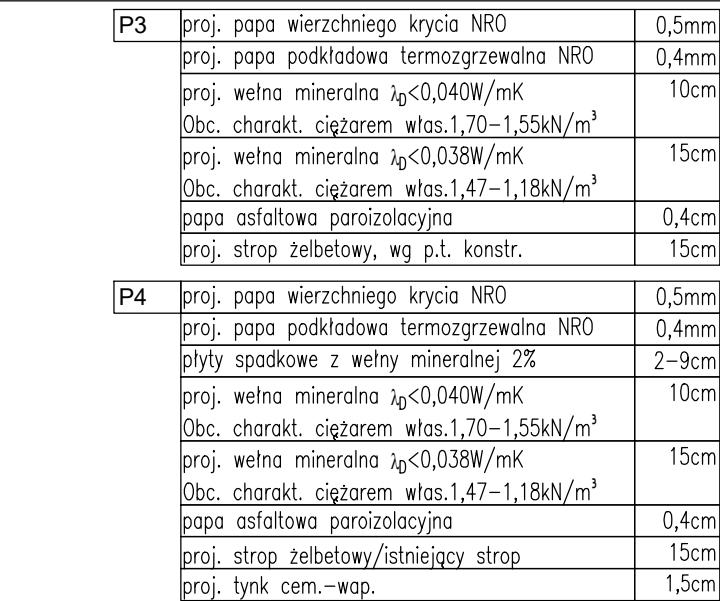 P3 proj. papa wierzchniego krycia NRO 0,5mm
proj. papa podkładowa termozgrzewalna NRO 0,4mm
proj. wełna mineralna λD<0,040W/mK 10cm
Obc. charakt. ciężarem włas.1,70–1,55kN/m³
proj. wełna mineralna λD<0,038W/mK 15cm
Obc. charakt. ciężarem włas.1,47–1,18kN/m³
papa asfaltowa paroizolacyjna 0,4cm
proj. strop żelbetowy, wg p.t. konstr. 15cm
P4 proj. papa wierzchniego krycia NRO 0,5mm
proj. papa podkładowa termozgrzewalna NRO 0,4mm
płyty spadkowe z wełny mineralnej 2% 2–9cm
proj. wełna mineralna λD<0,040W/mK 10cm
Obc. charakt. ciężarem włas.1,70–1,55kN/m³
proj. wełna mineralna λD<0,038W/mK 15cm
Obc. charakt. ciężarem włas.1,47–1,18kN/m³
papa asfaltowa paroizolacyjna 0,4cm
proj. strop żelbetowy/istniejący strop 15cm
proj. tynk cem.–wap. 1,5cm